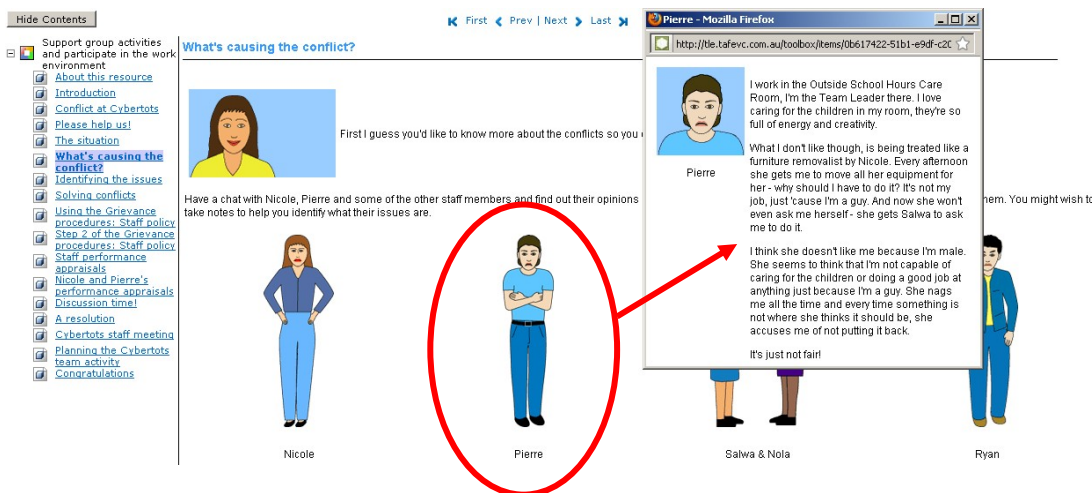 Hide Contents
First Prev | Next Last
Support group activities
and participate in the work
environment
About this resource
Introduction
Conflict at Cybertots
Please help us!
The situation
What's causing the
conflict?
Identifying the issues
Solving conflicts
Using the Grievance
procedures: Staff policy
Step 2 of the Grievance
procedures: Staff policy
Staff performance
appraisals
Nicole and Pierre's
performance appraisals
Discussion time!
A resolution
Cybertots staff meeting
Planning the Cybertots
team activity
Congratulations
What's causing the conflict?
First I guess you'd like to know more about the conflicts so you
Have a chat with Nicole, Pierre and some of the other staff members and find out their opinions
hem. You might wish to
take notes to help you identify what their issues are.
Nicole
Pierre
Salwa & Nola
Ryan
Pierre - Mozilla Firefox
http://tle.tafevc.com.au/toolbox/items/0b617422-51b1-e9df-c20
Pierre
I work in the Outside School Hours Care
Room, I'm the Team Leader there. I love
caring for the children in my room, they're so
full of energy and creativity.
What I don't like though, is being treated like a
furniture removalist by Nicole. Every afternoon
she gets me to move all her equipment for
her - why should I have to do it? It's not my
job, just 'cause I'm a guy. And now she won't
even ask me herself - she gets Salwa to ask
me to do it.
I think she doesn't like me because I'm male.
She seems to think that I'm not capable of
caring for the children or doing a good job at
anything just because I'm a guy. She nags
me all the time and every time something is
not where she thinks it should be, she
accuses me of not putting it back.
It's just not fair!